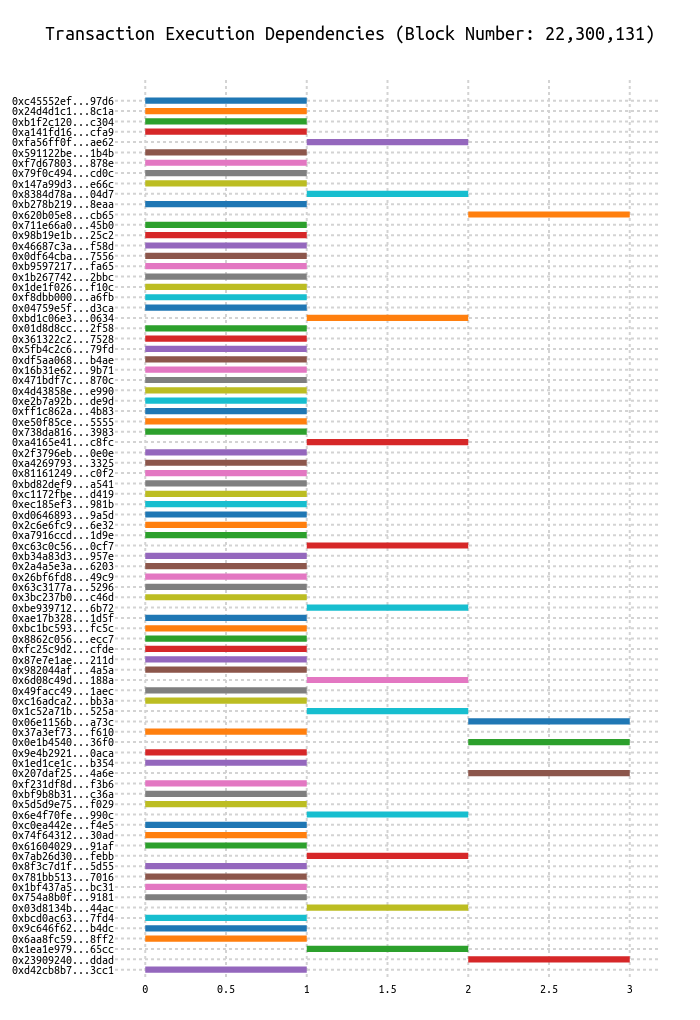 Transaction Execution Dependencies (Block Number: 22,300,131)
0xc45552ef...97d6
0x24d4d1c1...8c1a
0xb1f2c120...c304
0xa141fd16...cfa9
0xfa56ff0f...ae62
0x591122be...1b4b
0xf7d67803...878e
0x79f0c494...cd0c
0x147a99d3...e66c
0x8384d78a...04d7
0xb278b219...8eaa
0x620b05e8...cb65
0x711e66a0...45b0
0x98b19e1b...25c2
0x46687c3a...f58d
0x0df64cba...7556
0xb9597217...fa65
0x1b267742...2bbc
0x1de1f026...f10c
0xf8dbb000...a6fb
0x04759e5f...d3ca
0xbd1c06e3...0634
0x01d8d8cc...2f58
0x361322c2...7528
0x5fb4c2c6...79fd
0xdf5aa068...b4ae
0x16b31e62...9b71
0x471bdf7c...870c
0x4d43858e...e990
0xe2b7a92b...de9d
0xff1c862a...4b83
0xe50f85ce...5555
0x738da816...3983
0xa4165e41...c8fc
0x2f3796eb...0e0e
0xa4269793...3325
0x81161249...c0f2
0xbd82def9...a541
0xc1172fbe...d419
0xec185ef3...981b
0xd0646893...9a5d
0x2c6e6fc9...6e32
0xa7916ccd...1d9e
0xc63c0c56...0cf7
0xb34a83d3...957e
0x2a4a5e3a...6203
0x26bf6fd8...49c9
0x63c3177a...5296
0x3bc237b0...c46d
0xbe939712...6b72
0xae17b328...1d5f
0xbc1bc593...fc5c
0x8862c056...ecc7
0xfc25c9d2...cfde
0x87e7e1ae...211d
0x982044af...4a5a
0x6d08c49d...188a
0x49facc49...1aec
0xc16adca2...bb3a
0x1c52a71b...525a
0x06e1156b...a73c
0x37a3ef73...f610
0x0e1b4540...36f0
0x9e4b2921...0aca
0x1ed1ce1c...b354
0x207daf25...4a6e
0xf231df8d...f3b6
0xbf9b8b31...c36a
0x5d5d9e75...f029
0x6e4f70fe...990c
0xc0ea442e...f4e5
0x74f64312...30ad
0x61604029...91af
0x7ab26d30...febb
0x8f3c7d1f...5d55
0x781bb513...7016
0x1bf437a5...bc31
0x754a8b0f...9181
0x03d8134b...44ac
0xbcd0ac63...7fd4
0x9c646f62...b4dc
0x6aa8fc59...8ff2
0x1ea1e979...65cc
0x23909240...ddad
0xd42cb8b7...3cc1
0 0.5 1 1.5 2 2.5 3